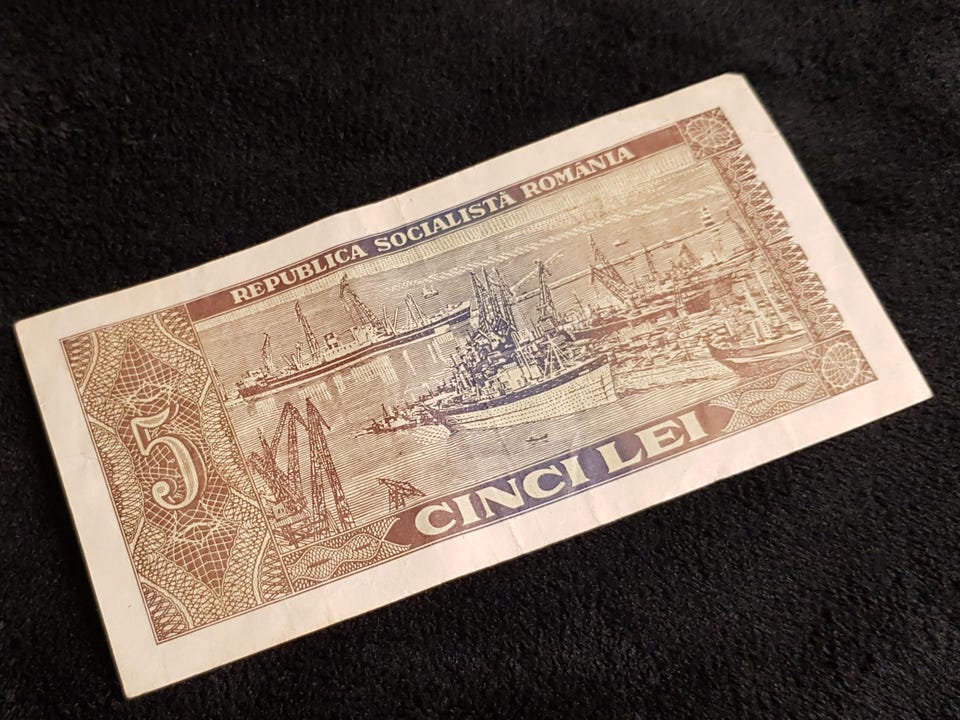 REPUBLICA SOCIALISTĂ ROMÂNIA
5
CINCI LEI